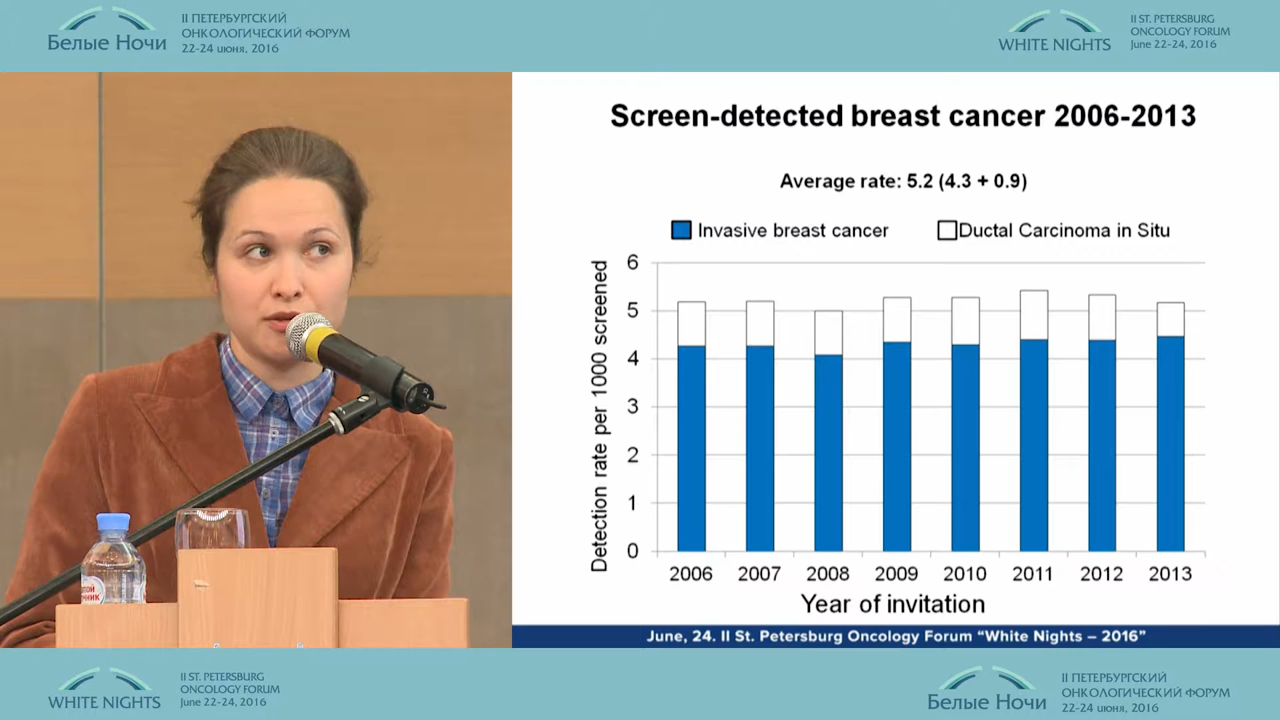 Белые Ночи
II ПЕТЕРБУРГСКИЙ
ОНКОЛОГИЧЕСКИЙ ФОРУМ
22-24 июня, 2016
WHITE NIGHTS
II ST. PETERSBURG
ONCOLOGY FORUM
June 22-24, 2016
Screen-detected breast cancer 2006-2013
Average rate: 5.2 (4.3 + 0.9)
Invasive breast cancer
Ductal Carcinoma in Situ
Detection rate per 1000 screened
6
5
4
3
2
1
0
2006 2007 2008 2009 2010 2011 2012 2013
Year of invitation
June, 24. II St. Petersburg Oncology Forum “White Nights – 2016”
WHITE NIGHTS
II ST. PETERSBURG
ONCOLOGY FORUM
June 22-24, 2016
Белые Ночи
II ПЕТЕРБУРГСКИЙ
ОНКОЛОГИЧЕСКИЙ ФОРУМ
22-24 июня, 2016